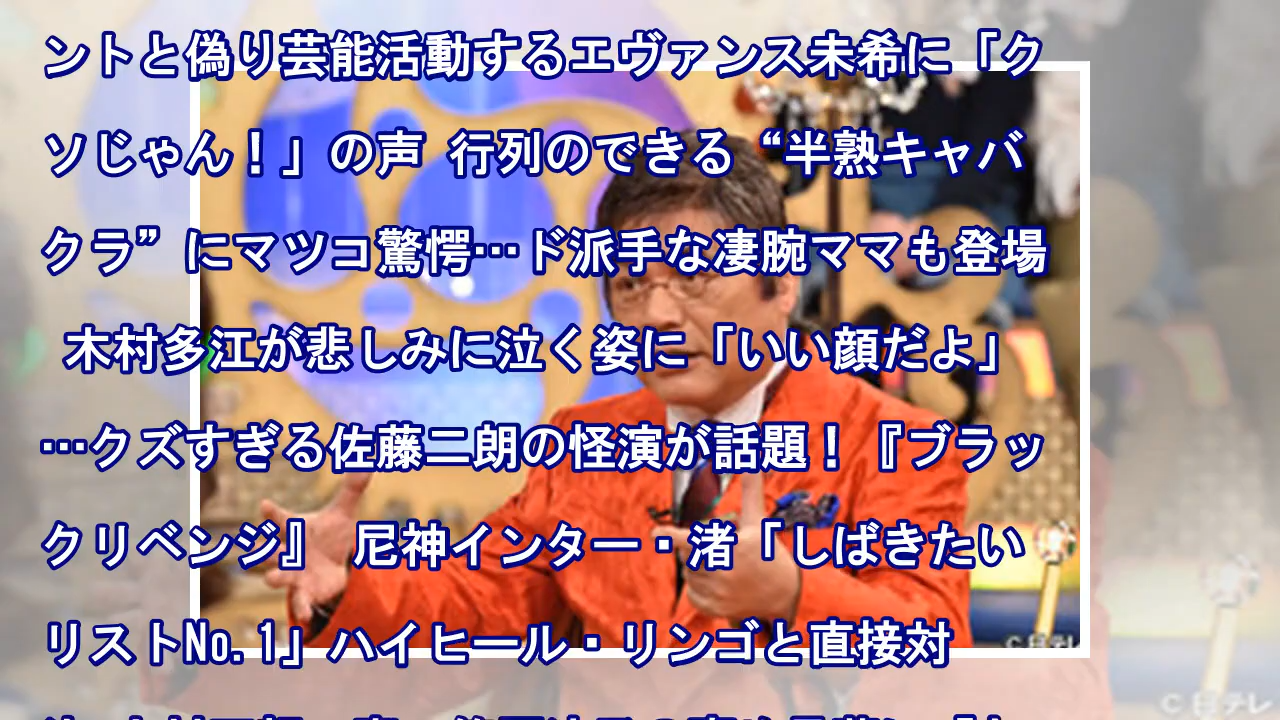 ントと偽り芸能活動するエヴァンス未希に「ク
ソじゃん！」の声 行列のできる“半熟キャバ
クラ”にマツコ驚愕…ド派手な凄腕ママも登場
木村多江が悲しみに泣く姿に「いい顔だよ」
…クズすぎる佐藤二朗の怪演が話題！『ブラッ
クリベンジ』 尼神インター・渚「しばきたい
リストNo.1」ハイヒール・リンゴと直接対
©日テレ
©日テレ